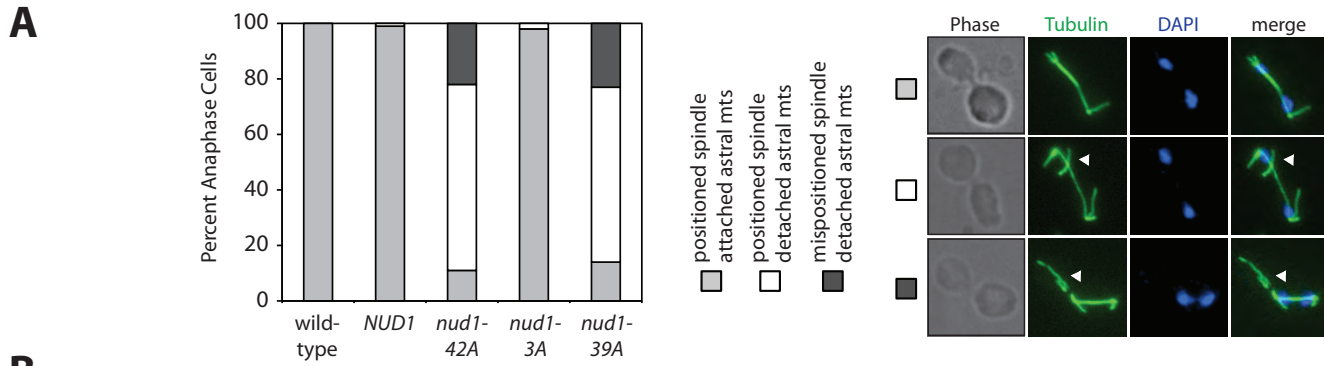 A
Percent Anaphase Cells
100
80
60
40
20
0
wild-
type
NUD1
nud1-
42A
nud1-
3A
nud1-
39A
positioned spindle
attached astral mts
positioned spindle
detached astral mts
mispositioned spindle
detached astral mts
Phase
Tubulin
DAPI
merge
B